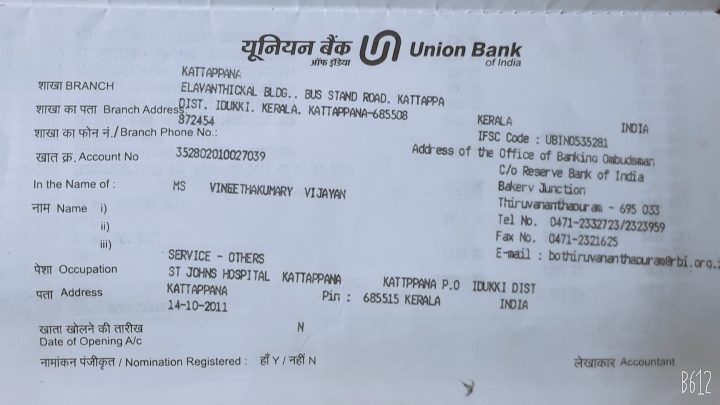 यूनियन बैंक Union Bank
ऑफ इंडिया of India
KATTAPPANA
शाखा BRANCH ELAVANTHICKAL BLDG.. BUS STAND ROAD. KATTAPPA
शाखा का पता Branch Address: DIST. IDUKKI. KERALA. KATTAPPANA-685508
872454 KERALA INDIA
शाखा का फोन नं./Branch Phone No.: IFSC Code : UBIN0535281
खात क्र. Account No 352802010027039 Address of the Office of Banking Ombudsman
C/o Reserve Bank of India
In the Name of : MS VINEETHAKUMARY VIJAYAN Bakery Junction
नाम Name i) Thiruvananthapuram - 695 033
ii) Tel No. 0471-2332723/2323959
iii) Fax No. 0471-2321625
SERVICE - OTHERS E-mail : bothiruvananthapuram@rbi.org.
पेशा Occupation ST JOHNS HOSPITAL KATTAPPANA KATTPPANA P.O IDUKKI DIST
पता Address KATTAPPANA Pin : 685515 KERALA INDIA
14-10-2011
खाता खोलने की तारीख N
Date of Opening A/c
नामांकन पंजीकृत / Nomination Registered : हाँ Y / नहीं N लेखाकार Accountant
B612